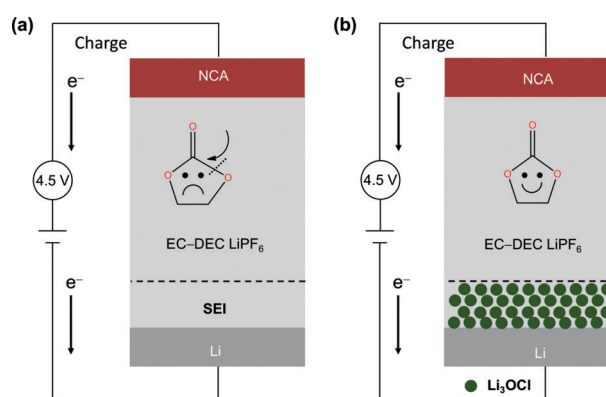 (a)
Charge
NCA
e⁻
O
O
O
4.5 V
EC–DEC LiPF₆
e⁻
SEI
Li
(b)
Charge
NCA
e⁻
O
O
O
4.5 V
EC–DEC LiPF₆
e⁻
Li
Li₃OCl